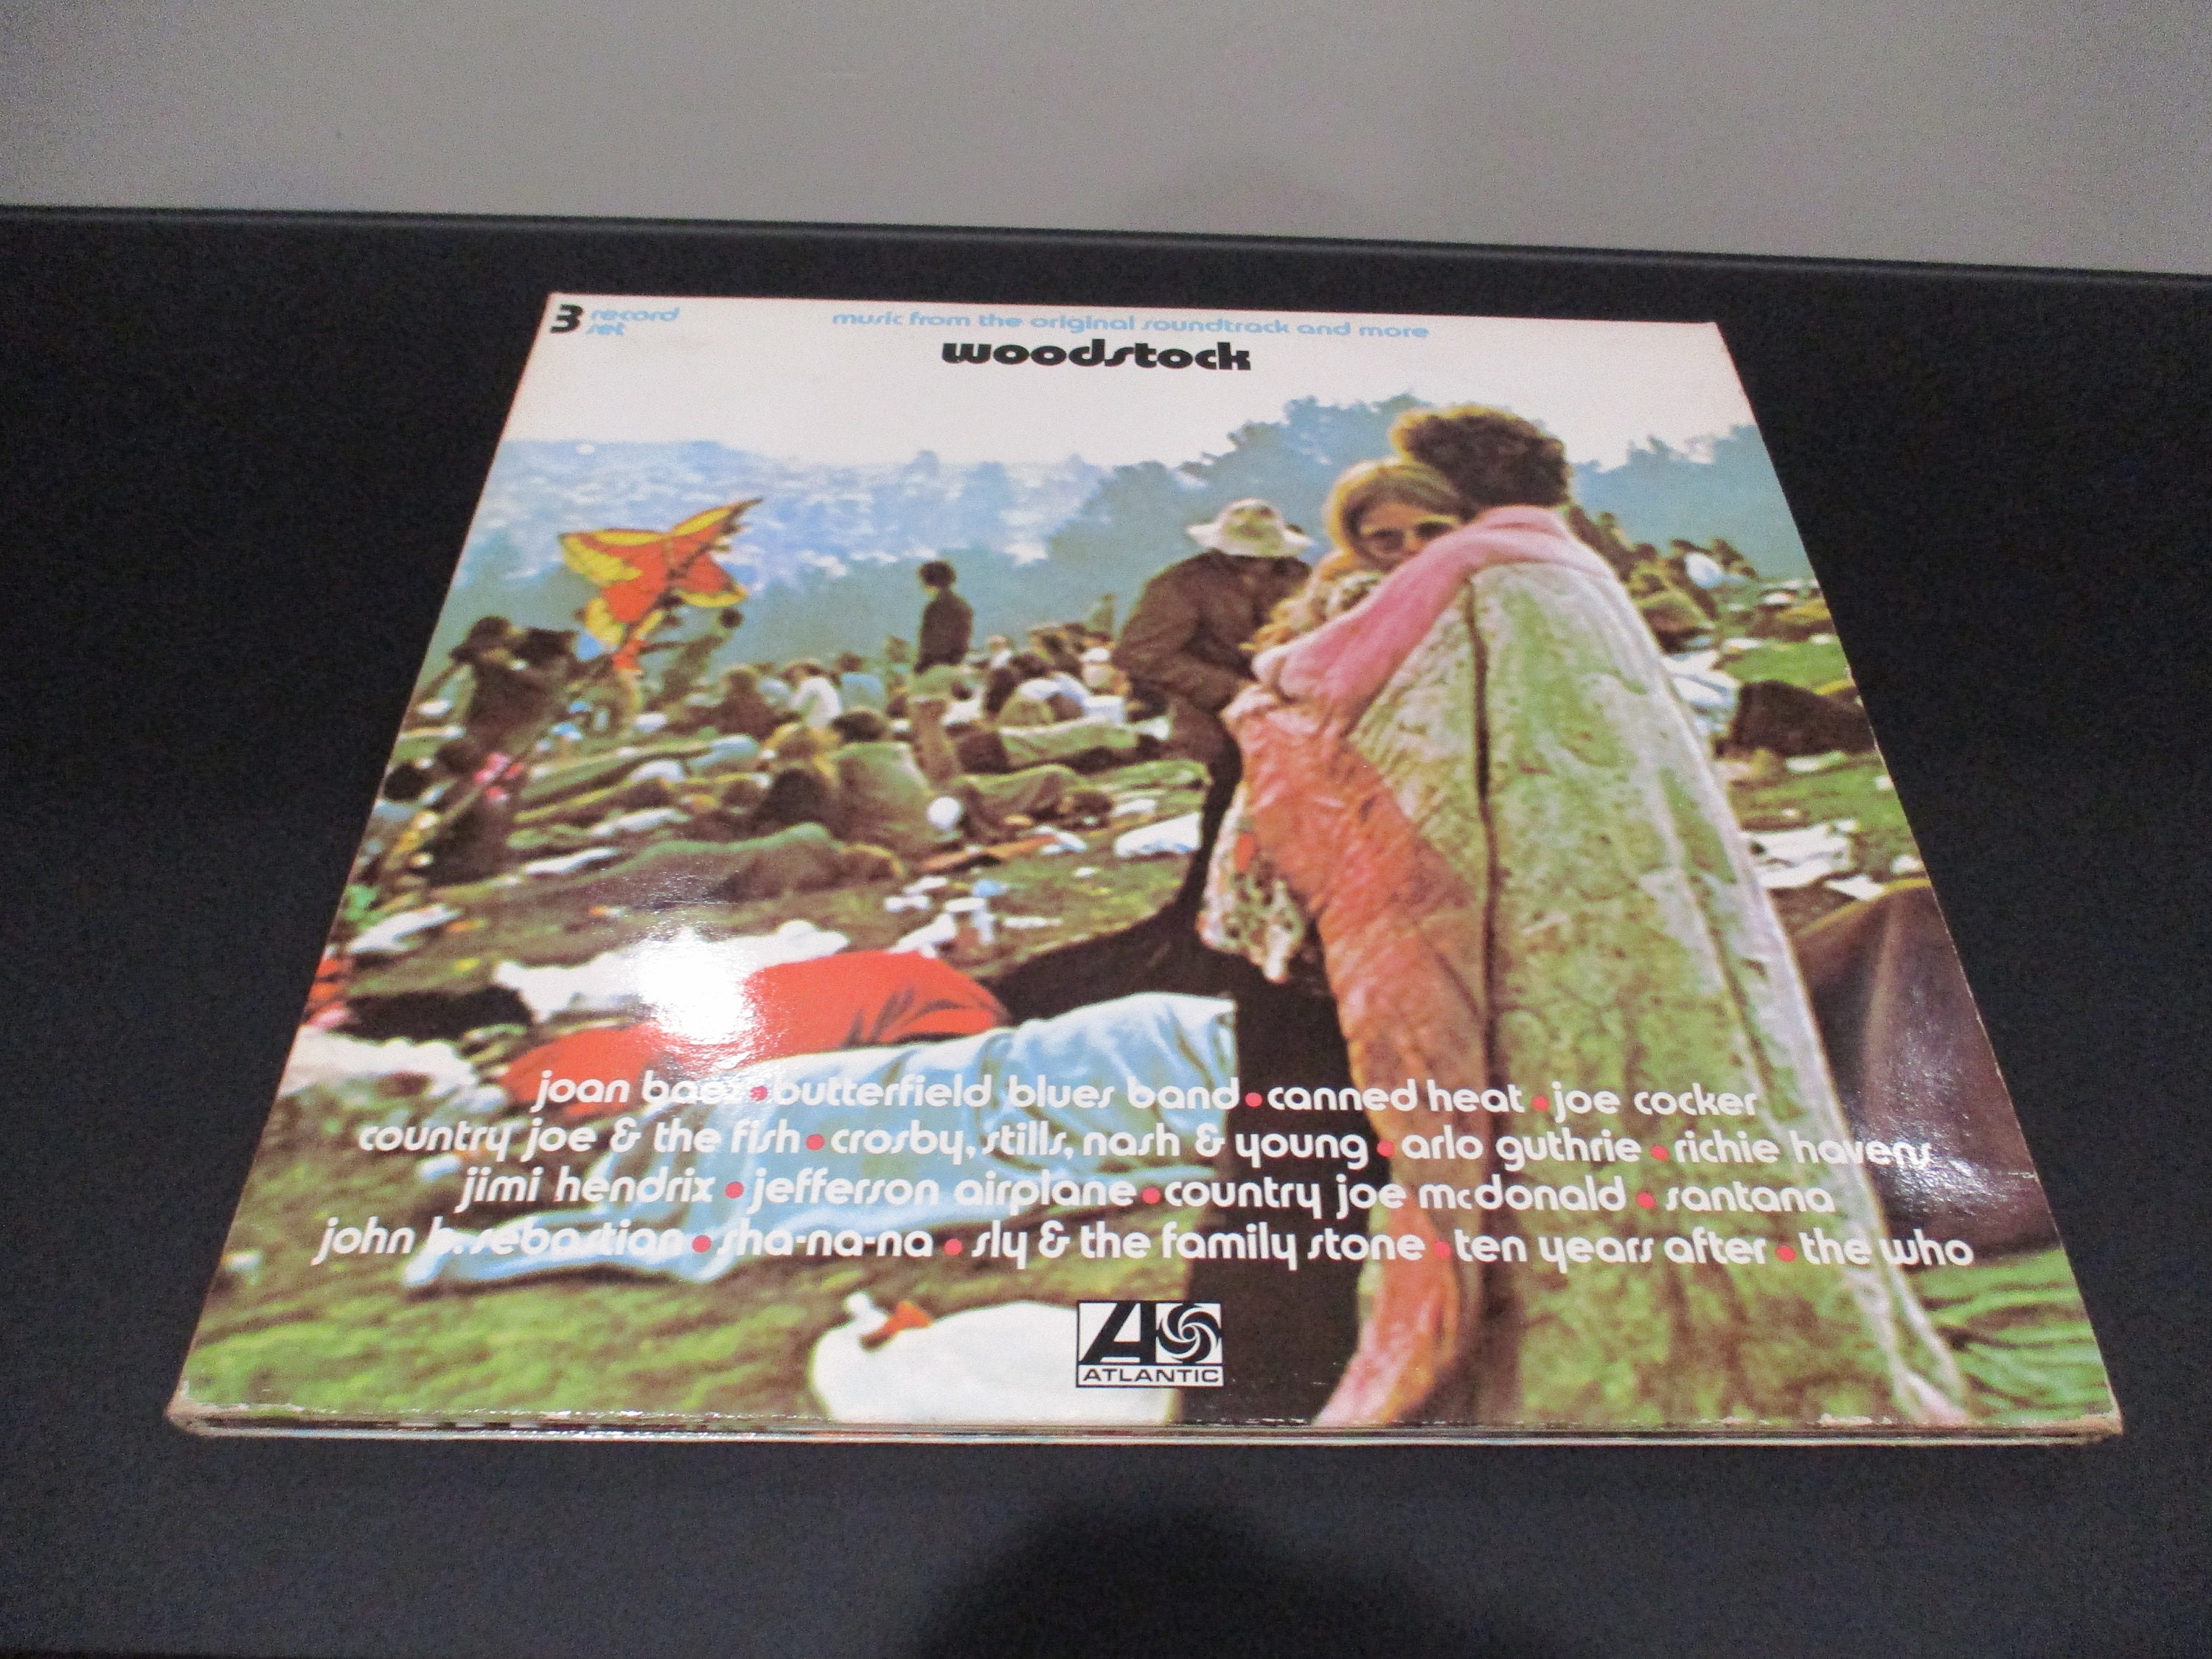 3 record
set
music from the original soundtrack and more
woodstock
joan baez • butterfield blues band • canned heat • joe cocker
country joe & the fish • crosby, stills, nash & young • arlo guthrie • richie havens
jimi hendrix • jefferson airplane • country joe mcdonald • santana
john b. sebastian • sha-na-na • sly & the family stone • ten years after • the who
ATLANTIC